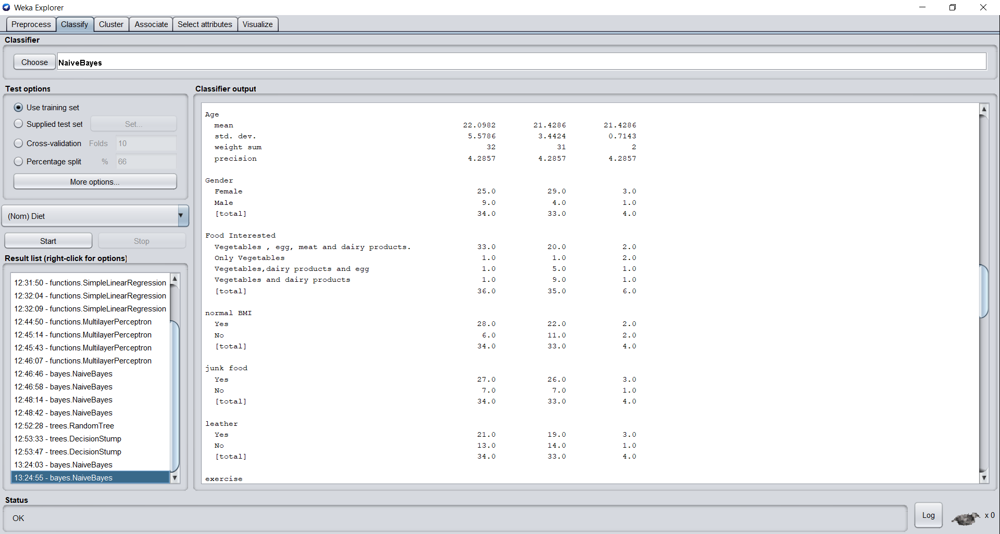 Weka Explorer
Preprocess Classify Cluster Associate Select attributes Visualize
Classifier
Choose NaiveBayes
Test options
Use training set
Supplied test set Set...
Cross-validation Folds 10
Percentage split % 66
More options...
(Nom) Diet
Start Stop
Result list (right-click for options)
12:31:50 - functions.SimpleLinearRegression
12:32:04 - functions.SimpleLinearRegression
12:32:09 - functions.SimpleLinearRegression
12:44:50 - functions.MultilayerPerceptron
12:45:14 - functions.MultilayerPerceptron
12:45:43 - functions.MultilayerPerceptron
12:46:07 - functions.MultilayerPerceptron
12:46:46 - bayes.NaiveBayes
12:46:58 - bayes.NaiveBayes
12:48:14 - bayes.NaiveBayes
12:48:42 - bayes.NaiveBayes
12:52:28 - trees.RandomTree
12:53:33 - trees.DecisionStump
12:53:47 - trees.DecisionStump
13:24:03 - bayes.NaiveBayes
13:24:55 - bayes.NaiveBayes
Classifier output
Age
mean 22.0982 21.4286 21.4286
std. dev. 5.5786 3.4424 0.7143
weight sum 32 31 2
precision 4.2857 4.2857 4.2857
Gender
Female 25.0 29.0 3.0
Male 9.0 4.0 1.0
[total] 34.0 33.0 4.0
Food Interested
Vegetables , egg, meat and dairy products. 33.0 20.0 2.0
Only Vegetables 1.0 1.0 2.0
Vegetables,dairy products and egg 1.0 5.0 1.0
Vegetables and dairy products 1.0 9.0 1.0
[total] 36.0 35.0 6.0
normal BMI
Yes 28.0 22.0 2.0
No 6.0 11.0 2.0
[total] 34.0 33.0 4.0
junk food
Yes 27.0 26.0 3.0
No 7.0 7.0 1.0
[total] 34.0 33.0 4.0
leather
Yes 21.0 19.0 3.0
No 13.0 14.0 1.0
[total] 34.0 33.0 4.0
exercise
Status
OK
Log
x 0